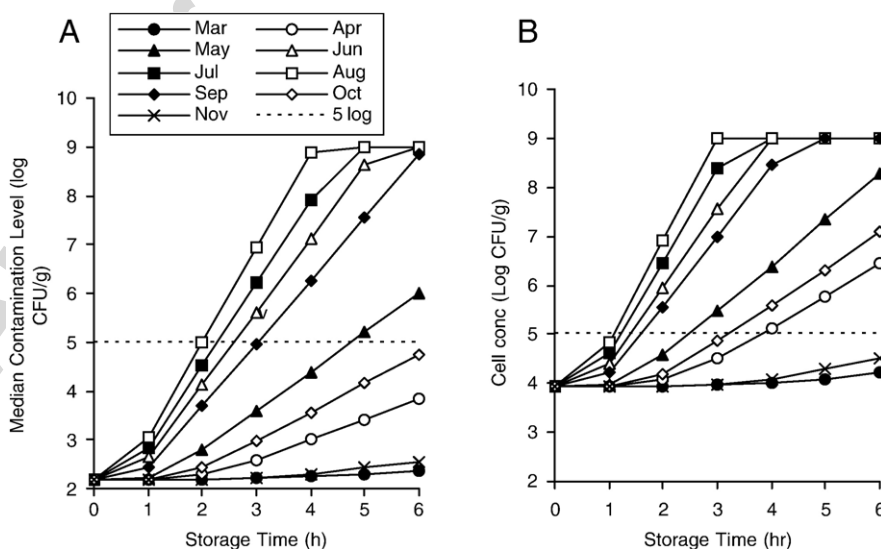 A
Mar
Apr
May
Jun
Jul
Aug
Sep
Oct
Nov
5 log
Median Contamination Level (log
CFU/g)
10
9
8
7
6
5
4
3
2
0 1 2 3 4 5 6
Storage Time (h)
B
Cell conc (Log CFU/g)
10
9
8
7
6
5
4
3
2
0 1 2 3 4 5 6
Storage Time (hr)